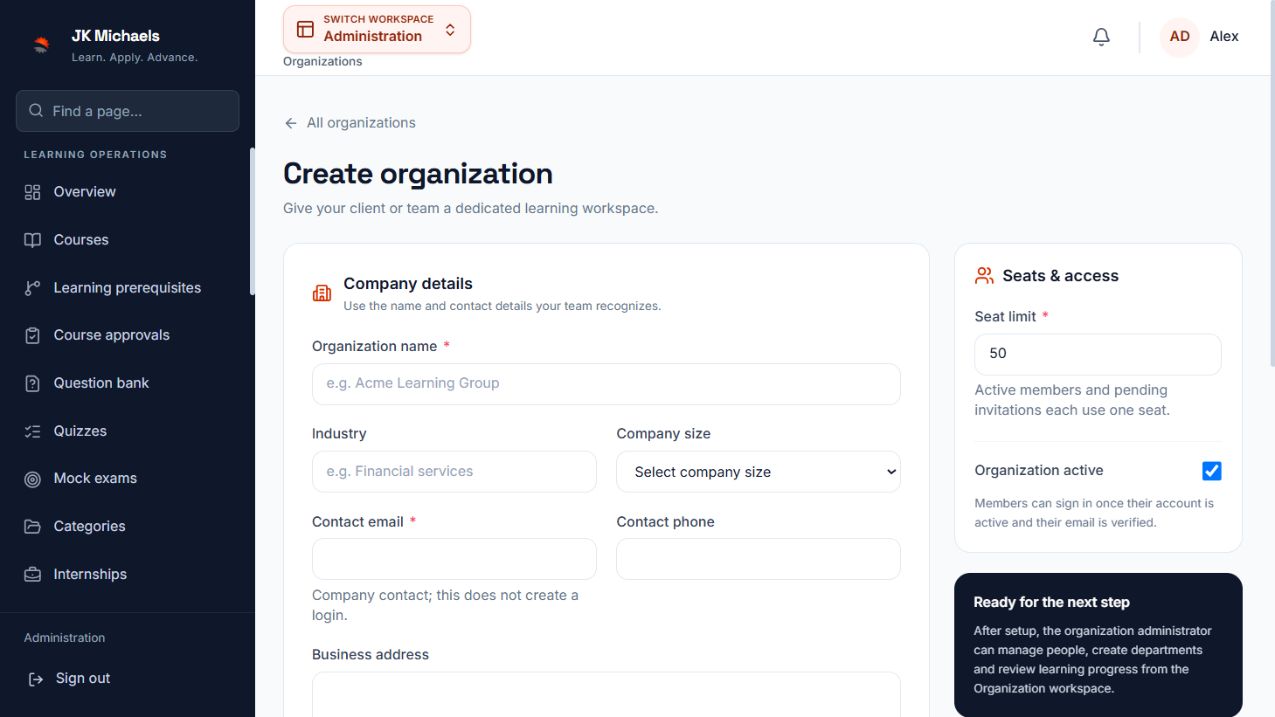 JK Michaels
Learn. Apply. Advance.
Find a page...
LEARNING OPERATIONS
Overview
Courses
Learning prerequisites
Course approvals
Question bank
Quizzes
Mock exams
Categories
Internships
Administration
Sign out
SWITCH WORKSPACE
Administration
Organizations
AD
Alex
All organizations
Create organization
Give your client or team a dedicated learning workspace.
Company details
Use the name and contact details your team recognizes.
Organization name *
e.g. Acme Learning Group
Industry
e.g. Financial services
Company size
Select company size
Contact email *
Company contact; this does not create a
login.
Contact phone
Business address
Seats & access
Seat limit *
50
Active members and pending
invitations each use one seat.
Organization active
Members can sign in once their account is
active and their email is verified.
Ready for the next step
After setup, the organization administrator
can manage people, create departments
and review learning progress from the
Organization workspace.